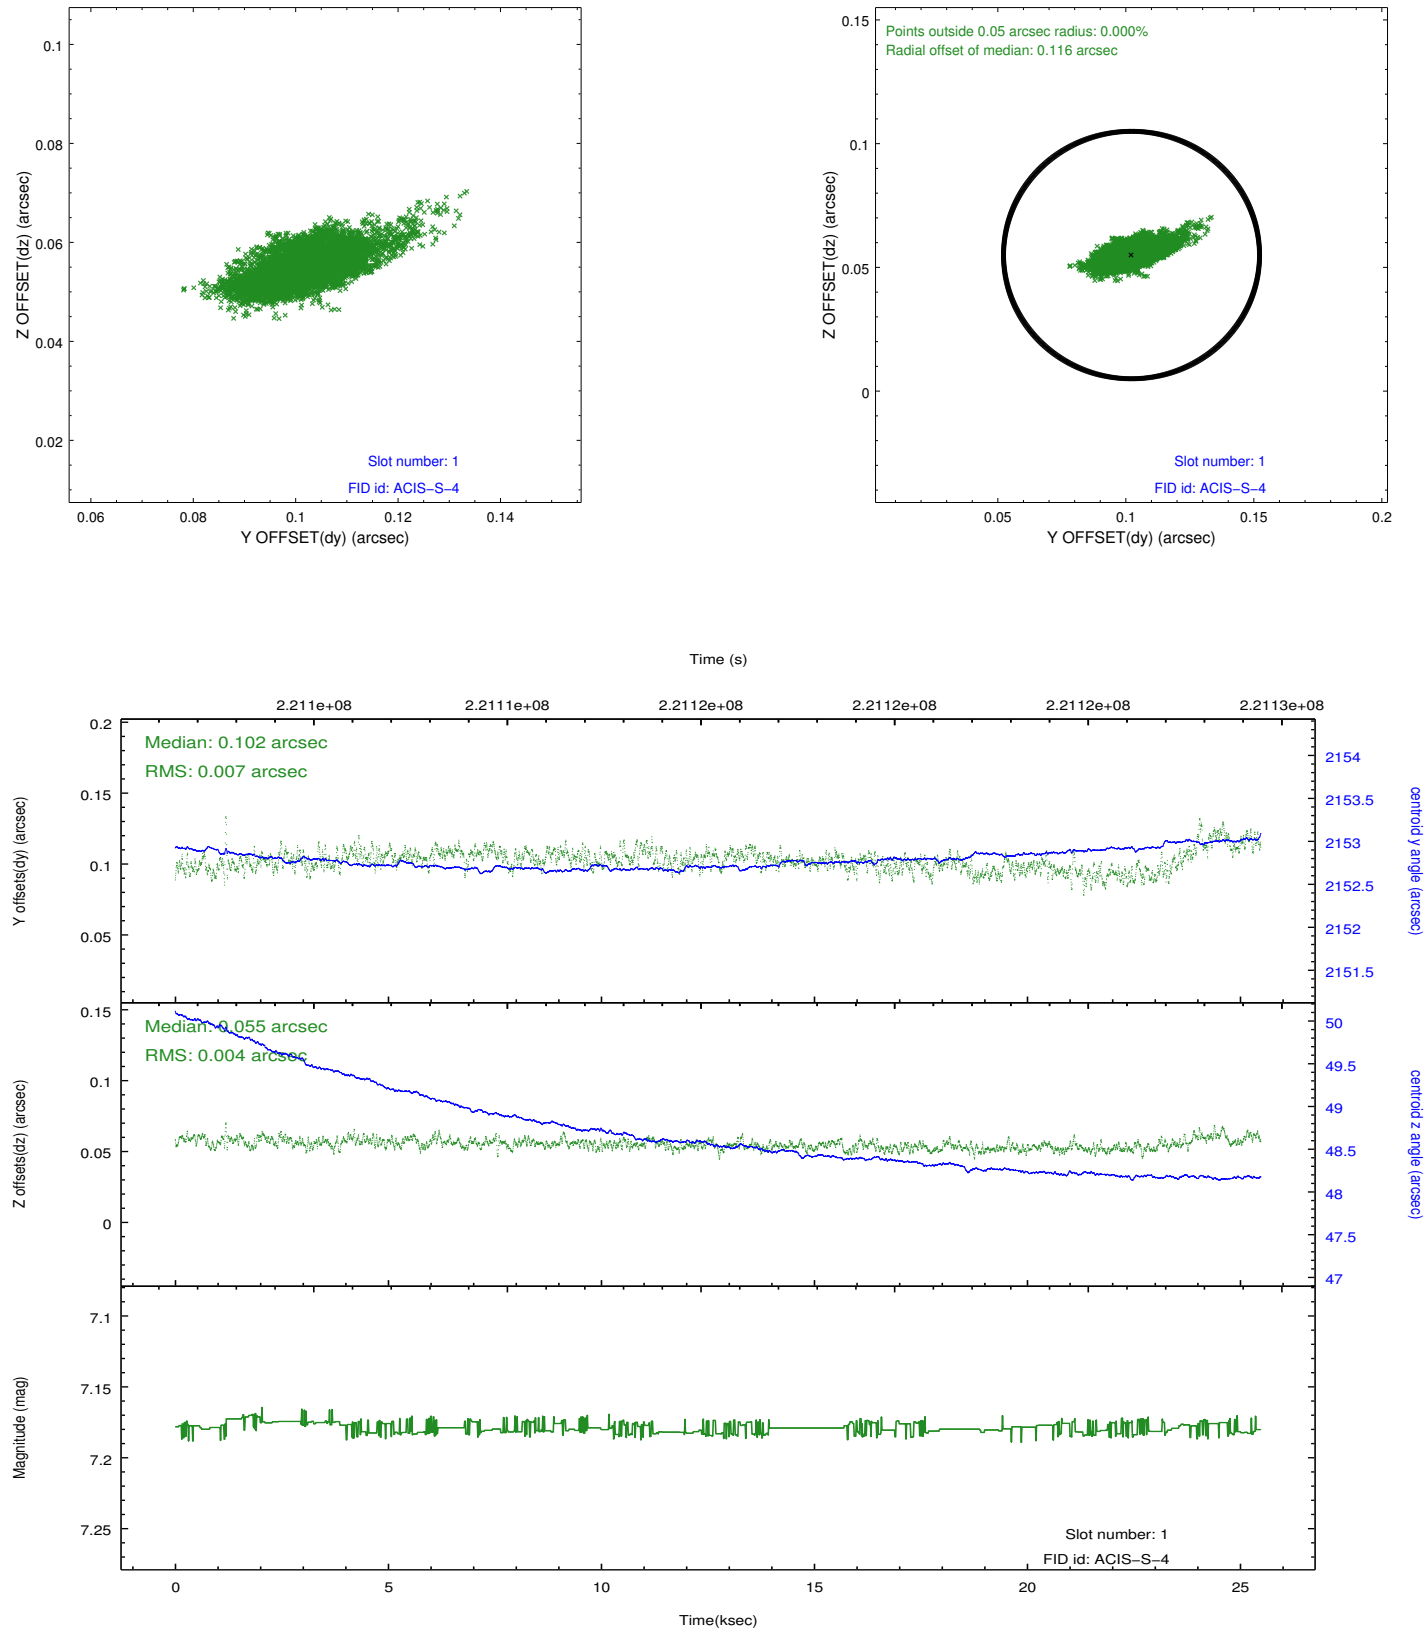 0.1
0.08
0.06
0.04
0.02
Z OFFSET(dz) (arcsec)
0.06 0.08 0.1 0.12 0.14
Y OFFSET(dy) (arcsec)
Slot number: 1
FID id: ACIS-S-4
Points outside 0.05 arcsec radius: 0.000%
Radial offset of median: 0.116 arcsec
0.15
0.1
0.05
0
Z OFFSET(dz) (arcsec)
0.05 0.1 0.15 0.2
Y OFFSET(dy) (arcsec)
Slot number: 1
FID id: ACIS-S-4
Time (s)
2.211e+08 2.2111e+08 2.2112e+08 2.2112e+08 2.2112e+08 2.2113e+08
Median: 0.102 arcsec
RMS: 0.007 arcsec
0.2
0.15
0.1
0.05
Y offsets(dy) (arcsec)
2154
2153.5
2153
2152.5
2152
2151.5
centroid y angle (arcsec)
Median: 0.055 arcsec
RMS: 0.004 arcsec
0.15
0.1
0.05
0
Z offsets(dz) (arcsec)
50
49.5
49
48.5
48
47.5
47
centroid z angle (arcsec)
7.1
7.15
7.2
7.25
Magnitude (mag)
Slot number: 1
FID id: ACIS-S-4
0 5 10 15 20 25
Time(ksec)